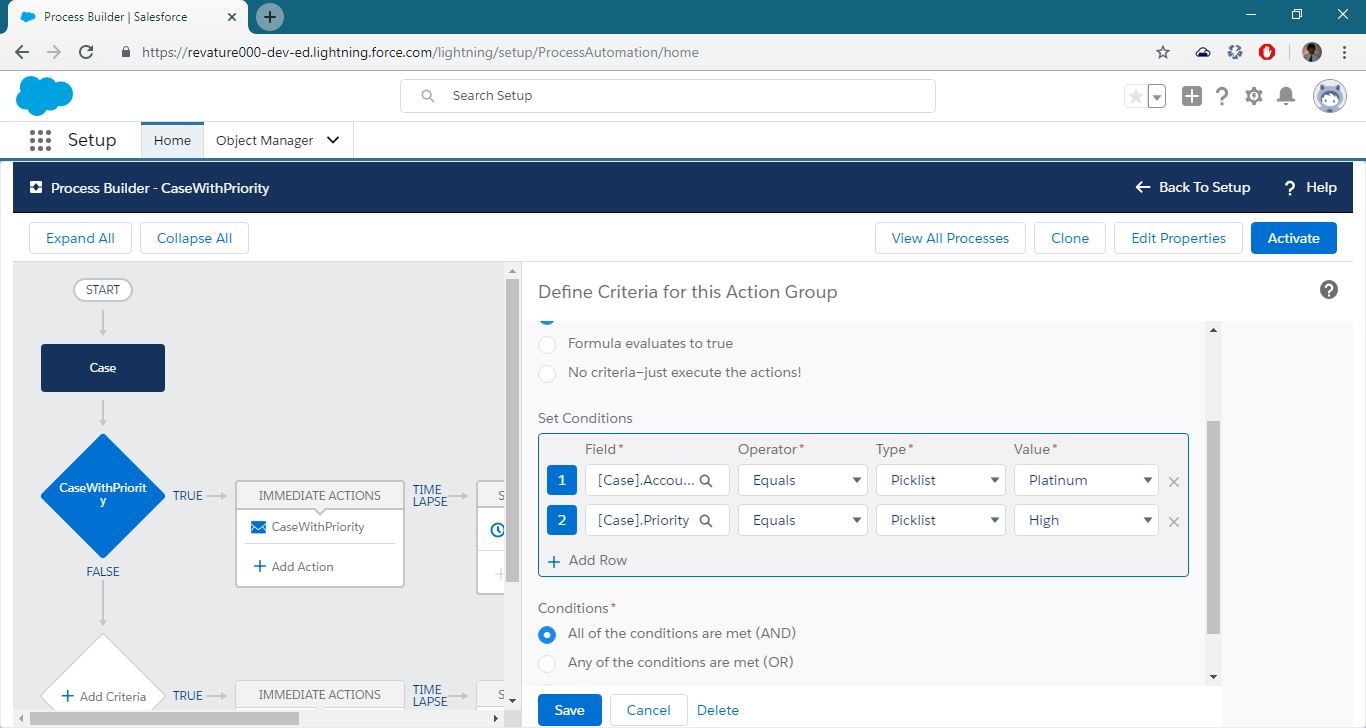 Process Builder | Salesforce
https://revature000-dev-ed.lightning.force.com/lightning/setup/ProcessAutomation/home
Search Setup
Setup Home Object Manager
Process Builder - CaseWithPriority Back To Setup ? Help
Expand All Collapse All View All Processes Clone Edit Properties Activate
START
Case
CaseWithPriorit
y
TRUE
IMMEDIATE ACTIONS
TIME
LAPSE
S
CaseWithPriority
+ Add Action
FALSE
+ Add Criteria
TRUE
IMMEDIATE ACTIONS
TIME
LAPSE
S
Define Criteria for this Action Group
Formula evaluates to true
No criteria—just execute the actions!
Set Conditions
Field* Operator* Type* Value*
1 [Case].Accou... Equals Picklist Platinum
2 [Case].Priority Equals Picklist High
+ Add Row
Conditions*
All of the conditions are met (AND)
Any of the conditions are met (OR)
Save Cancel Delete